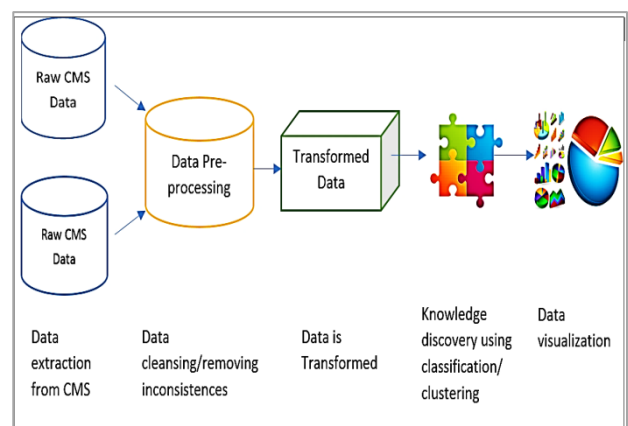 Raw CMS
Data
Data Pre-
processing
Transformed
Data
Raw CMS
Data
Data
extraction
from CMS
Data
cleansing/removing
inconsistences
Data is
Transformed
Knowledge
discovery using
classification/
clustering
Data
visualization